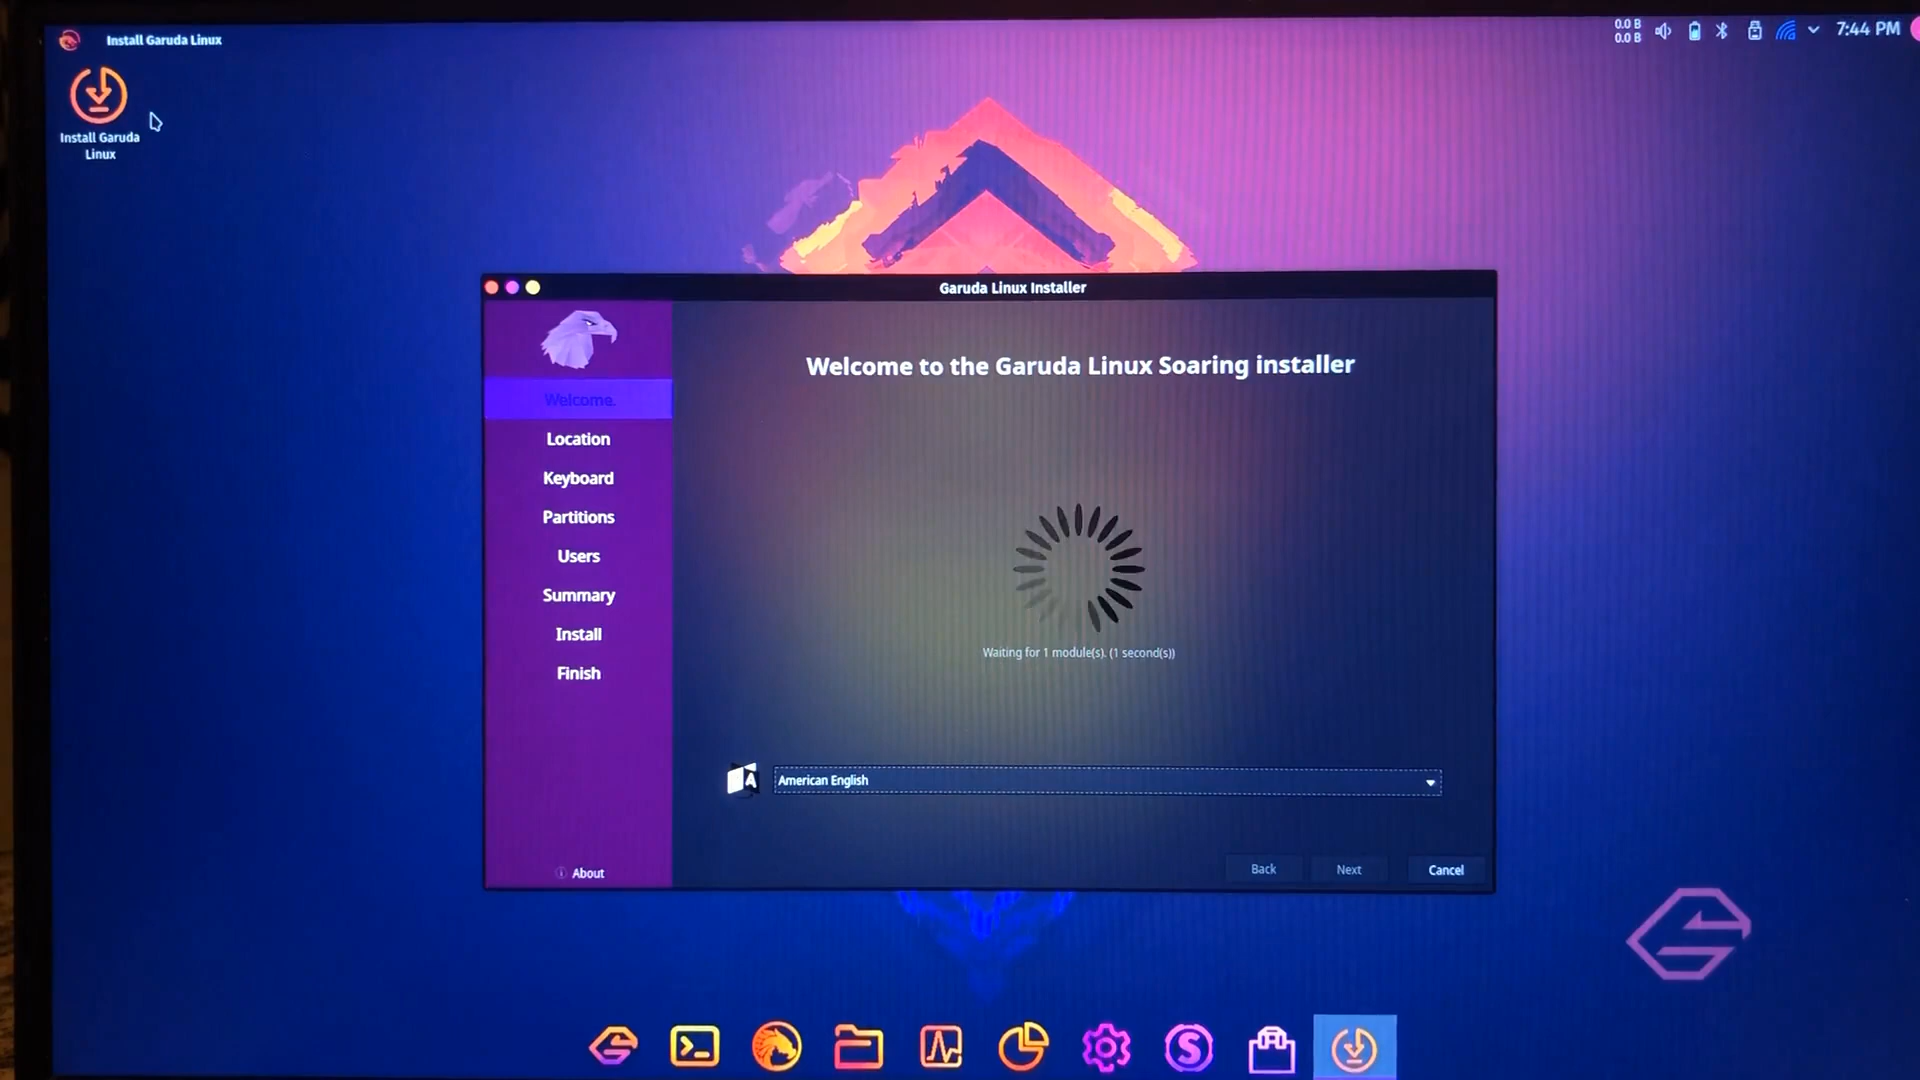 Install Garuda Linux
0.0 B
0.0 B
7:44 PM
Install Garuda
Linux
Garuda Linux Installer
Welcome to the Garuda Linux Soaring installer
Welcome.
Location
Keyboard
Partitions
Users
Summary
Install
Finish
Waiting for 1 module(s). (1 second(s))
A
American English
About
Back
Next
Cancel